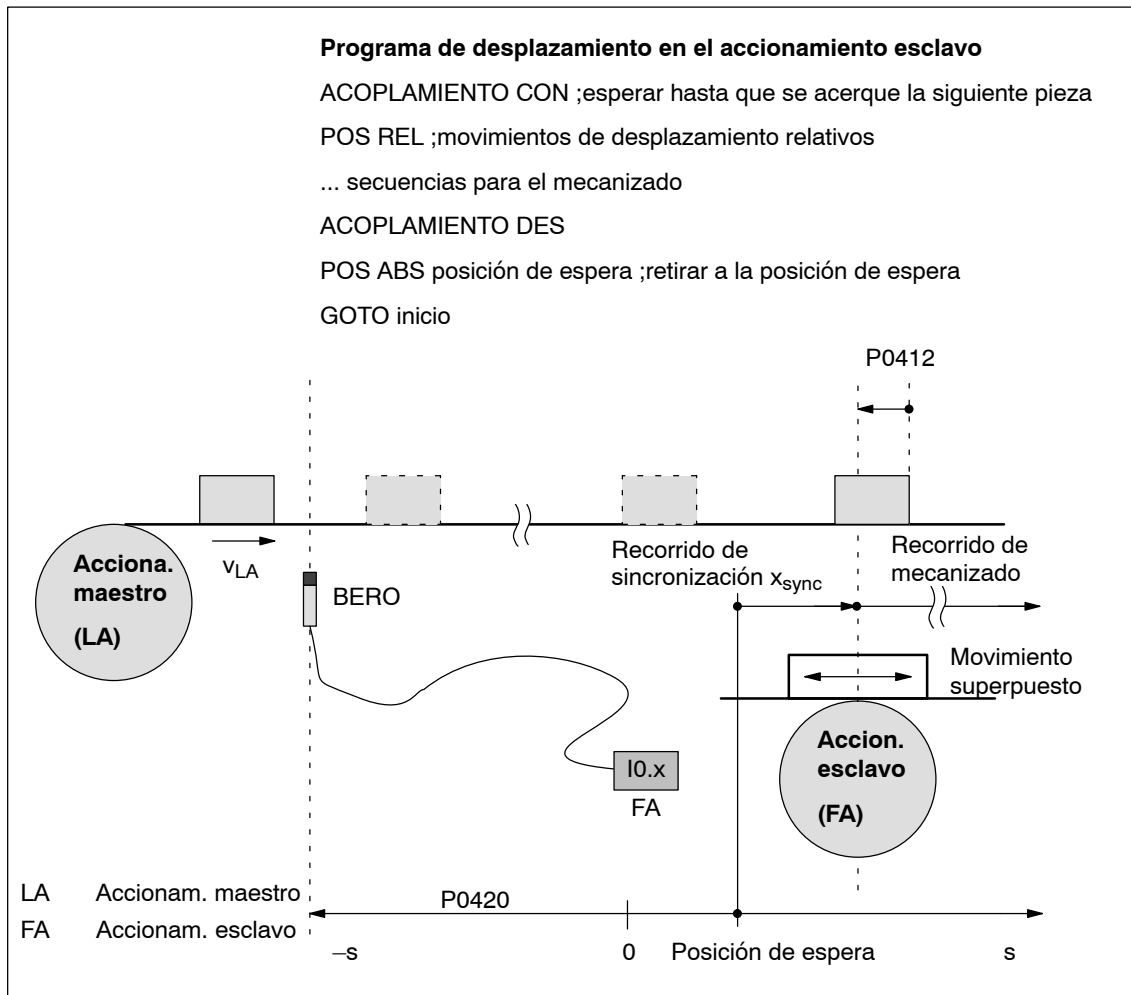 Programa de desplazamiento en el accionamiento esclavo
ACOPLAMIENTO CON ;esperar hasta que se acerque la siguiente pieza
POS REL ;movimientos de desplazamiento relativos
... secuencias para el mecanizado
ACOPLAMIENTO DES
POS ABS posición de espera ;retirar a la posición de espera
GOTO inicio
P0412
Acciona.
maestro
(LA)
vLA
BERO
Recorrido de
sincronización xsync
Recorrido de
mecanizado
Movimiento
superpuesto
I0.x
FA
Accion.
esclavo
(FA)
LA Accionam. maestro
FA Accionam. esclavo
P0420
–s
0
Posición de espera
s